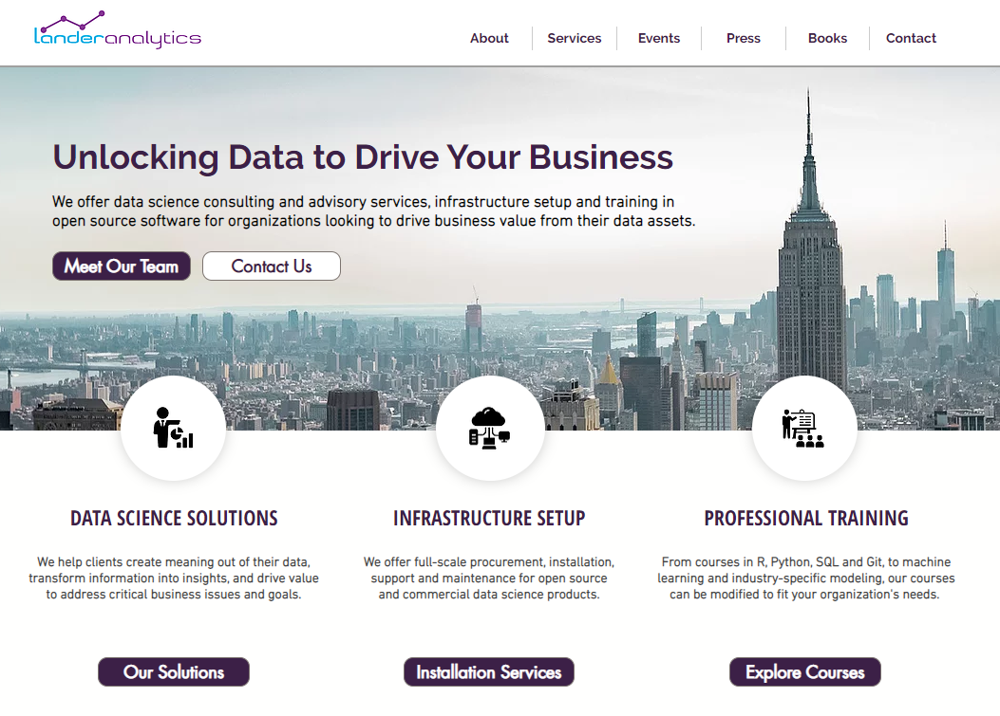 landeranalytics
About
Services
Events
Press
Books
Contact
Unlocking Data to Drive Your Business
We offer data science consulting and advisory services, infrastructure setup and training in
open source software for organizations looking to drive business value from their data assets.
Meet Our Team
Contact Us
DATA SCIENCE SOLUTIONS
We help clients create meaning out of their data,
transform information into insights, and drive value
to address critical business issues and goals.
Our Solutions
INFRASTRUCTURE SETUP
We offer full-scale procurement, installation,
support and maintenance for open source
and commercial data science products.
Installation Services
PROFESSIONAL TRAINING
From courses in R, Python, SQL and Git, to machine
learning and industry-specific modeling, our courses
can be modified to fit your organization's needs.
Explore Courses